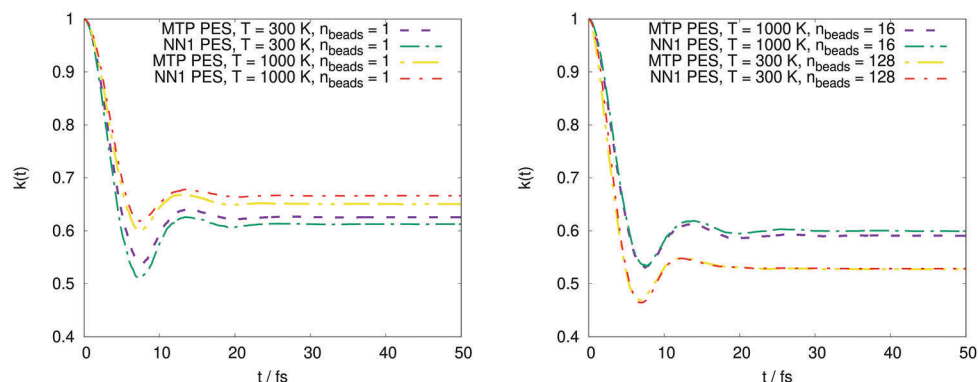 MTP PES, T = 300 K, nbeads = 1
NN1 PES, T = 300 K, nbeads = 1
MTP PES, T = 1000 K, nbeads = 1
NN1 PES, T = 1000 K, nbeads = 1
1
0.9
0.8
0.7
0.6
0.5
0.4
k(t)
0 10 20 30 40 50
t / fs
MTP PES, T = 1000 K, nbeads = 16
NN1 PES, T = 1000 K, nbeads = 16
MTP PES, T = 300 K, nbeads = 128
NN1 PES, T = 300 K, nbeads = 128
1
0.9
0.8
0.7
0.6
0.5
0.4
k(t)
0 10 20 30 40 50
t / fs